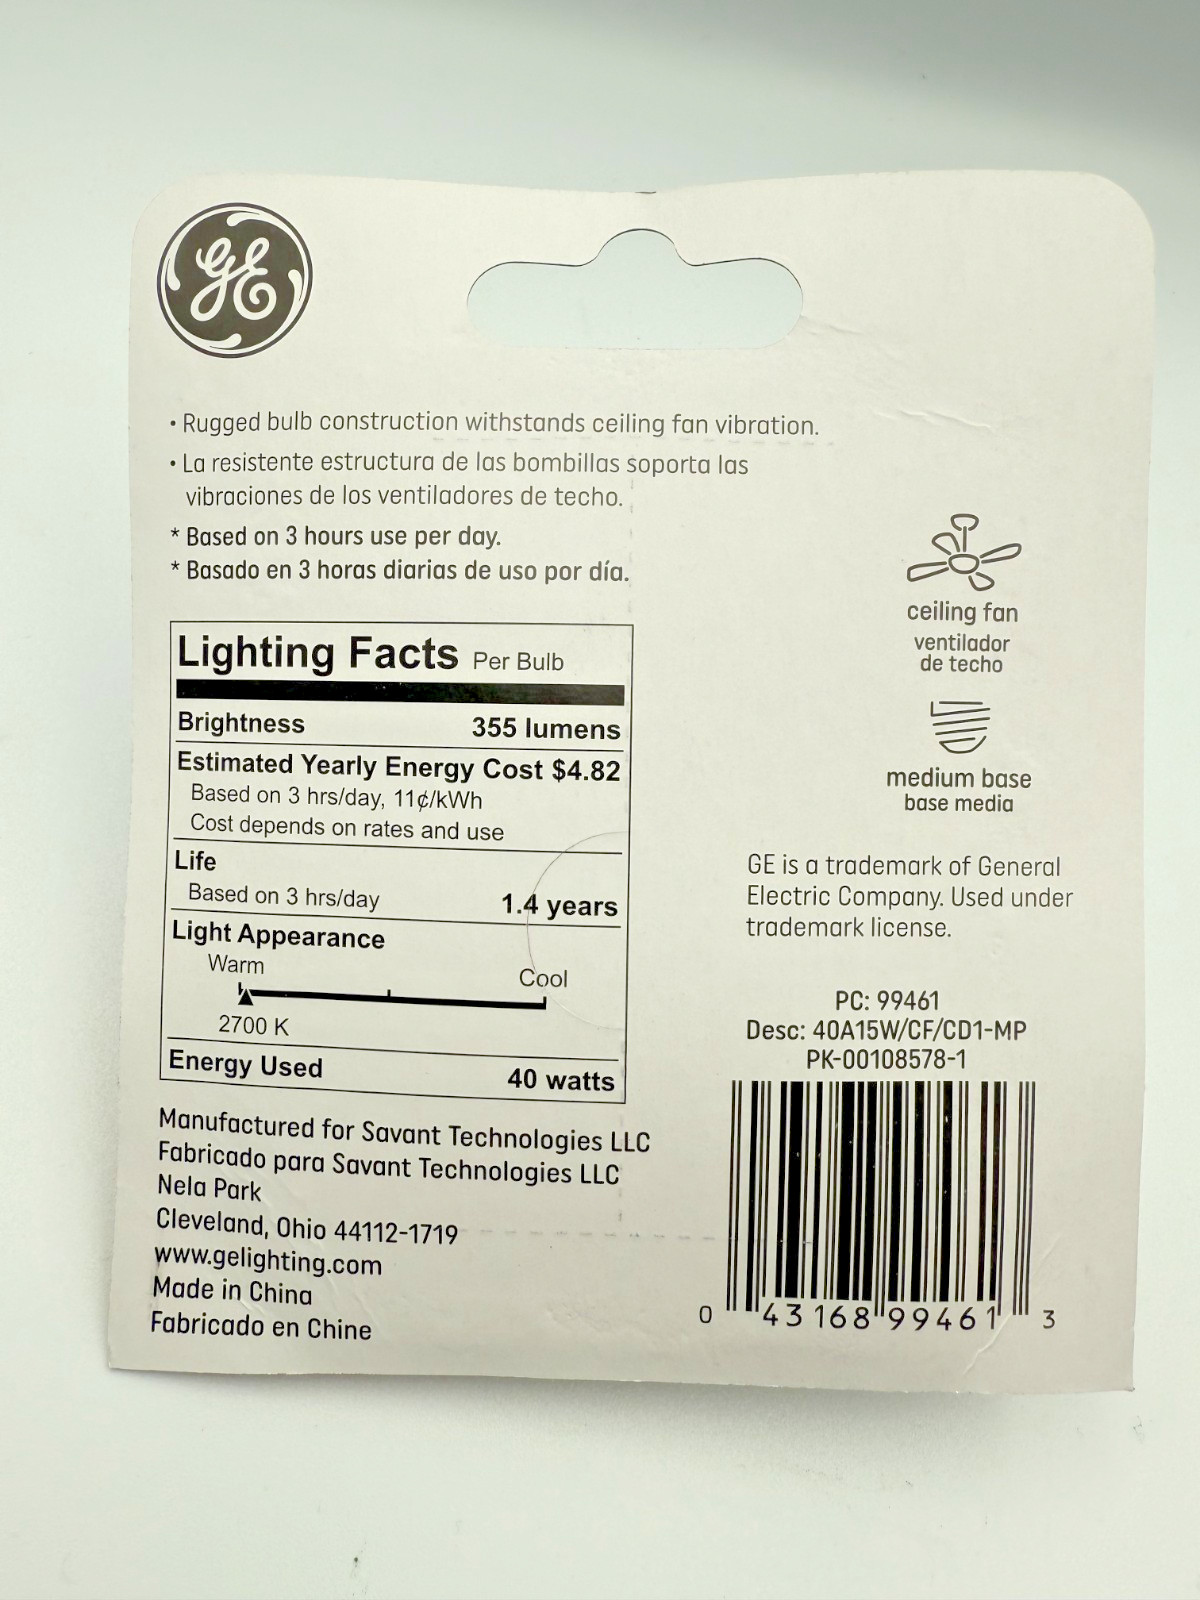 GE
• Rugged bulb construction withstands ceiling fan vibration.
• La resistente estructura de las bombillas soporta las
vibraciones de los ventiladores de techo.
* Based on 3 hours use per day.
* Basado en 3 horas diarias de uso por día.
Lighting Facts Per Bulb
Brightness 355 lumens
Estimated Yearly Energy Cost $4.82
Based on 3 hrs/day, 11¢/kWh
Cost depends on rates and use
Life
Based on 3 hrs/day 1.4 years
Light Appearance
Warm Cool
2700 K
Energy Used 40 watts
Manufactured for Savant Technologies LLC
Fabricado para Savant Technologies LLC
Nela Park
Cleveland, Ohio 44112-1719
www.gelighting.com
Made in China
Fabricado en Chine
ceiling fan
ventilador
de techo
medium base
base media
GE is a trademark of General
Electric Company. Used under
trademark license.
PC: 99461
Desc: 40A15W/CF/CD1-MP
PK-00108578-1
0 43168 99461 3